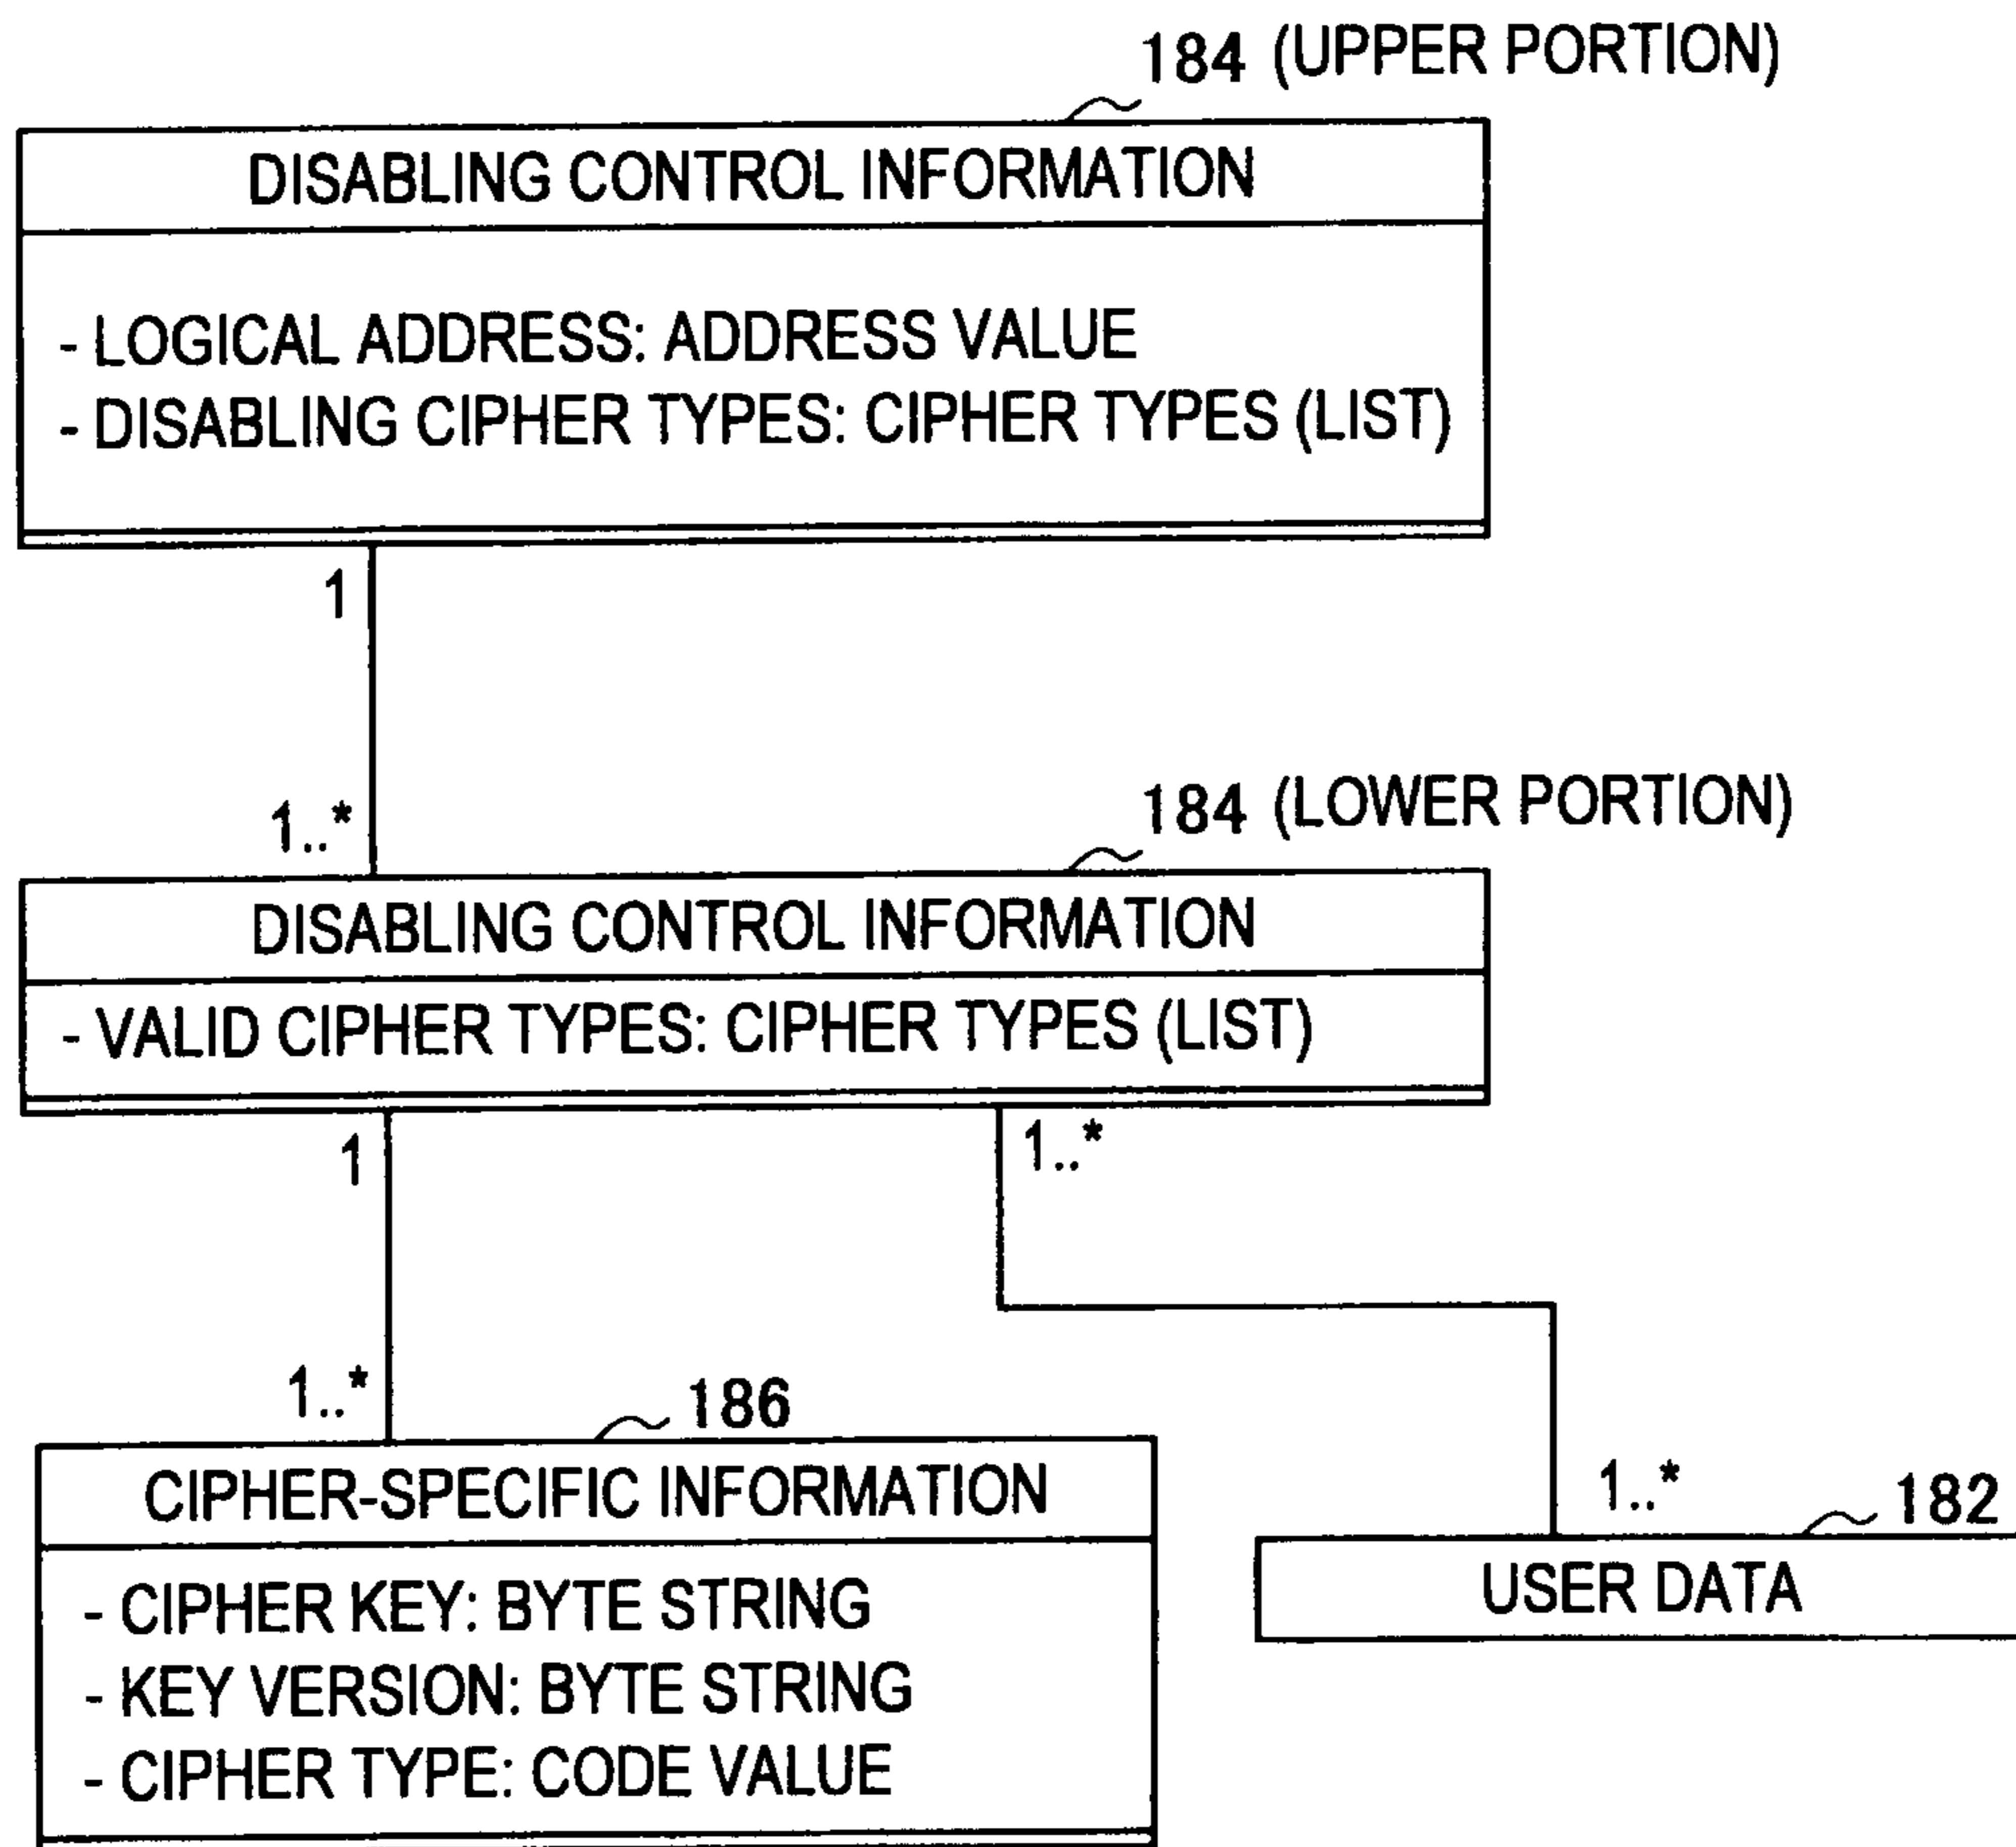 184 (UPPER PORTION)
DISABLING CONTROL INFORMATION
- LOGICAL ADDRESS: ADDRESS VALUE
- DISABLING CIPHER TYPES: CIPHER TYPES (LIST)
1
1..*
184 (LOWER PORTION)
DISABLING CONTROL INFORMATION
- VALID CIPHER TYPES: CIPHER TYPES (LIST)
1
1..*
1..*
186
CIPHER-SPECIFIC INFORMATION
- CIPHER KEY: BYTE STRING
- KEY VERSION: BYTE STRING
- CIPHER TYPE: CODE VALUE
1..*
182
USER DATA